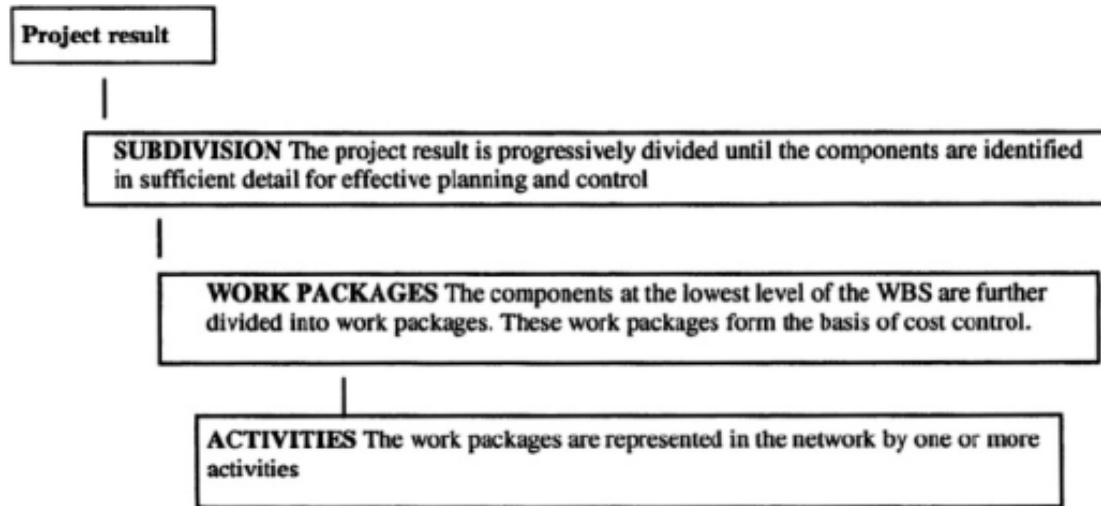 Project result
SUBDIVISION The project result is progressively divided until the components are identified
in sufficient detail for effective planning and control
WORK PACKAGES The components at the lowest level of the WBS are further
divided into work packages. These work packages form the basis of cost control.
ACTIVITIES The work packages are represented in the network by one or more
activities